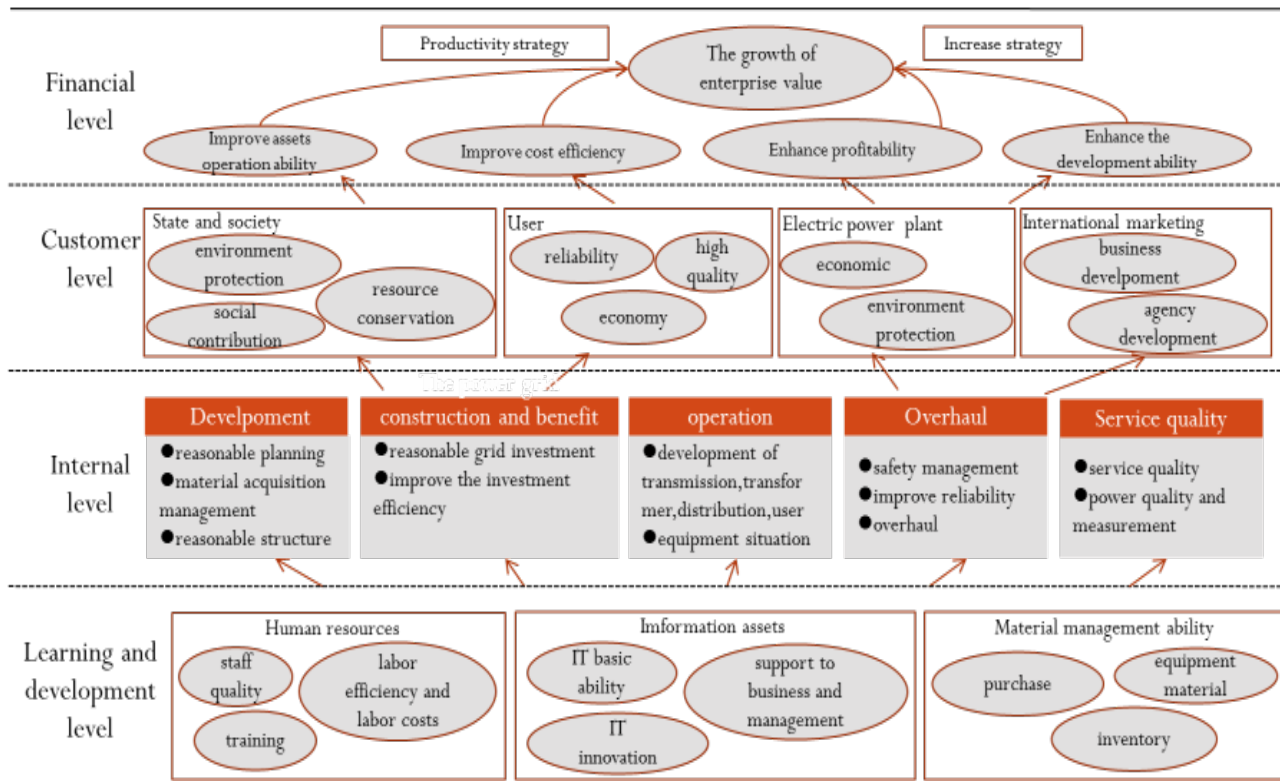 Financial
level
Productivity strategy
The growth of
enterprise value
Increase strategy
Improve assets
operation ability
Improve cost efficiency
Enhance profitability
Enhance the
development ability
Customer
level
State and society
environment
protection
resource
conservation
social
contribution
User
reliability
high
quality
economy
Electric power plant
economic
environment
protection
International marketing
business
develpoment
agency
development
Internal
level
Develpoment
●reasonable planning
●material acquisition
management
●reasonable structure
The power grid
construction and benefit
●reasonable grid investment
●improve the investment
efficiency
operation
●development of
transmission,transfor
mer,distribution,user
●equipment situation
Overhaul
●safety management
●improve reliability
●overhaul
Service quality
●service quality
●power quality and
measurement
Learning and
development
level
Human resources
staff
quality
labor
efficiency and
labor costs
training
Imformation assets
IT basic
ability
support to
business and
management
IT
innovation
Material management ability
purchase
equipment
material
inventory